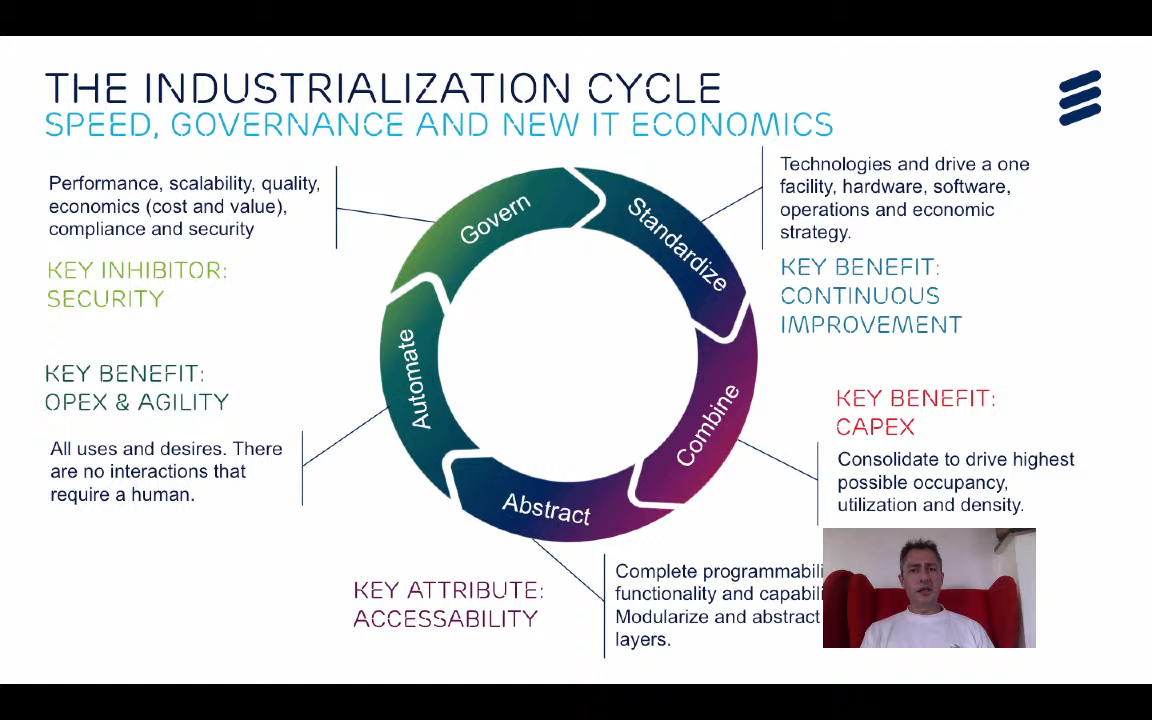 THE INDUSTRIALIZATION CYCLE
SPEED, GOVERNANCE AND NEW IT ECONOMICS
Performance, scalability, quality,
economics (cost and value),
compliance and security
KEY INHIBITOR:
SECURITY
Govern
Standardize
Technologies and drive a one
facility, hardware, software,
operations and economic
strategy.
KEY BENEFIT:
CONTINUOUS
IMPROVEMENT
KEY BENEFIT:
OPEX & AGILITY
All uses and desires. There
are no interactions that
require a human.
Automate
Combine
KEY BENEFIT:
CAPEX
Consolidate to drive highest
possible occupancy,
utilization and density.
Abstract
KEY ATTRIBUTE:
ACCESSABILITY
Complete
functionality and
Modularize and abstract
layers.